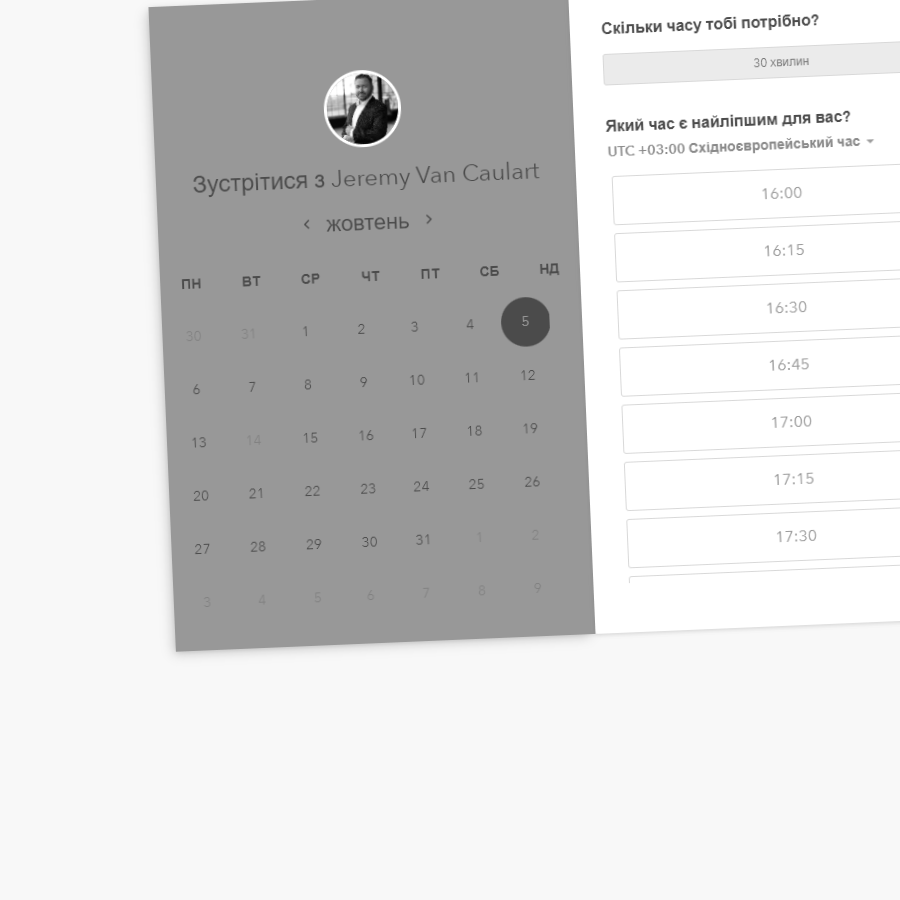 Зустрітися з Jeremy Van Caulart
жовтень
ПН ВТ СР ЧТ ПТ СБ НД
30 31 1 2 3 4 5
6 7 8 9 10 11 12
13 14 15 16 17 18 19
20 21 22 23 24 25 26
27 28 29 30 31 1 2
3 4 5 6 7 8 9
Скільки часу тобі потрібно?
30 хвилин
Який час є найліпшим для вас?
UTC +03:00 Східноєвропейський час
16:00
16:15
16:30
16:45
17:00
17:15
17:30